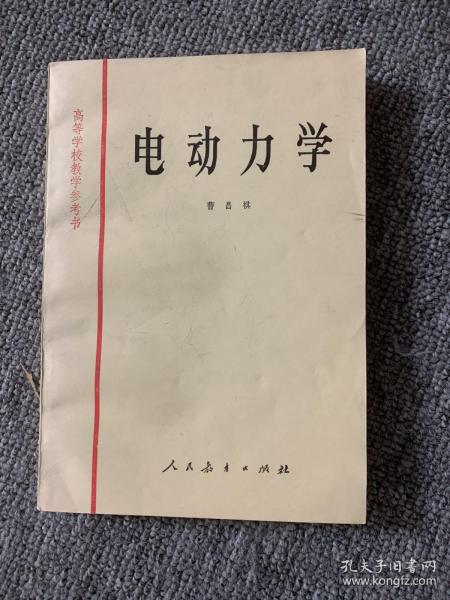 高等学校教学参考书
电动力学
曹昌祺
人民教育出版社
孔夫子旧书网
www.kongfz.com